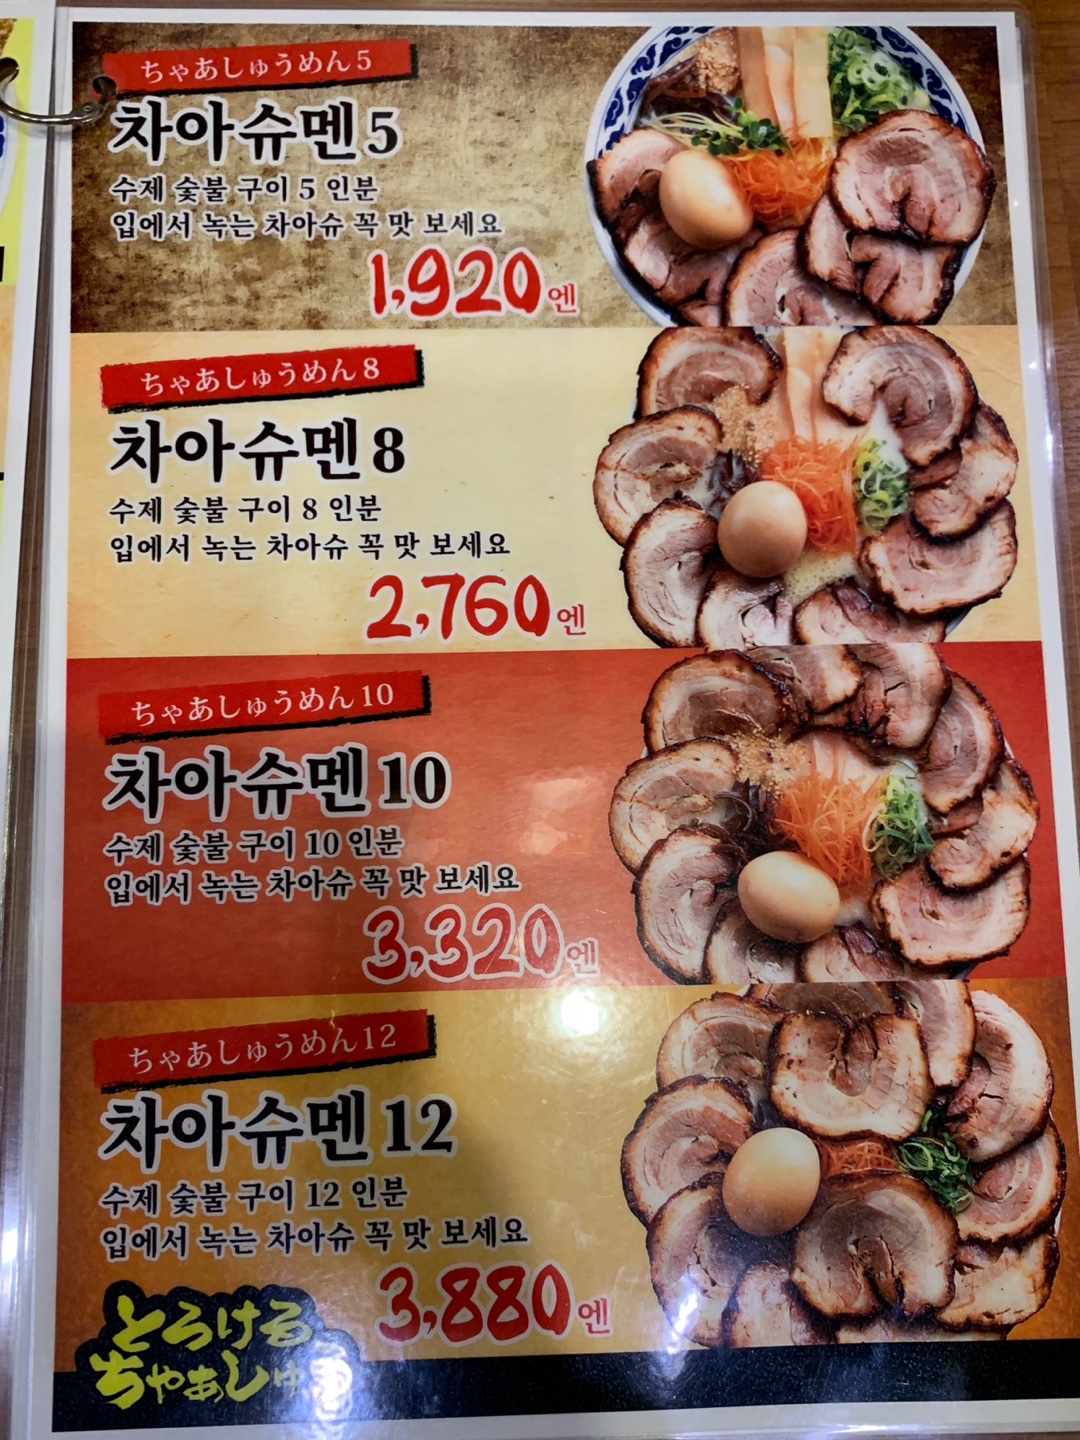 ちゃあしゅうめん5
차아슈멘5
수제 숯불 구이 5 인분
입에서 녹는 차아슈 꼭 맛 보세요
1,920엔
ちゃあしゅうめん8
차아슈멘8
수제 숯불 구이 8 인분
입에서 녹는 차아슈 꼭 맛 보세요
2,760엔
ちゃあしゅうめん10
차아슈멘10
수제 숯불 구이 10 인분
입에서 녹는 차아슈 꼭 맛 보세요
3,320엔
ちゃあしゅうめん12
차아슈멘12
수제 숯불 구이 12 인분
입에서 녹는 차아슈 꼭 맛 보세요
3,880엔
とろける
ちゃあしゅう